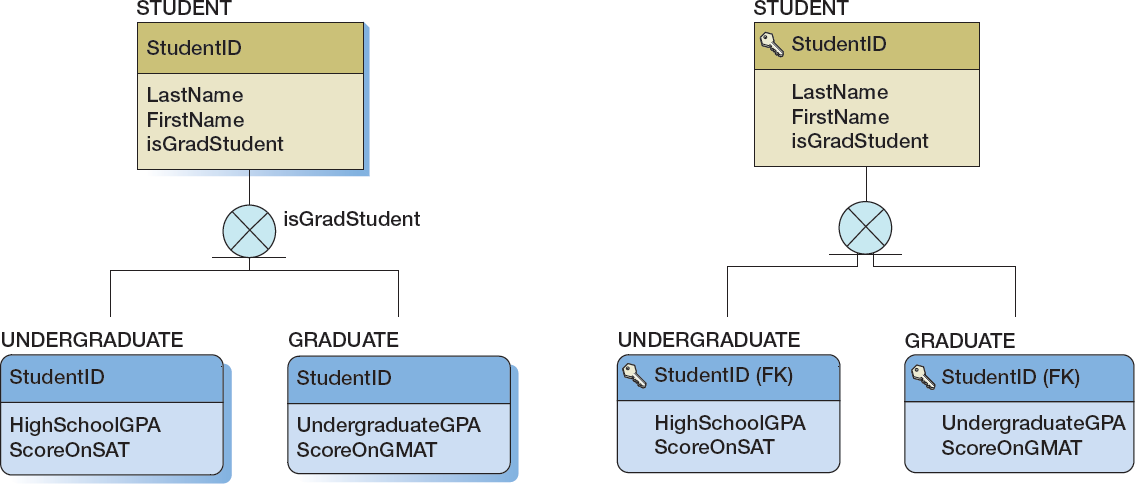 STUDENT
StudentID
LastName
FirstName
isGradStudent
isGradStudent
UNDERGRADUATE
StudentID
HighSchoolGPA
ScoreOnSAT
GRADUATE
StudentID
UndergraduateGPA
ScoreOnGMAT
STUDENT
StudentID
LastName
FirstName
isGradStudent
UNDERGRADUATE
StudentID (FK)
HighSchoolGPA
ScoreOnSAT
GRADUATE
StudentID (FK)
UndergraduateGPA
ScoreOnGMAT